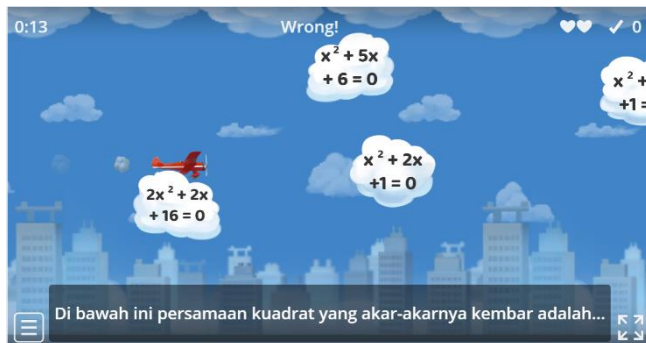 0:13 Wrong! 0
x² + 5x
+ 6 = 0
x² +
+1 =
x² + 2x
+1 = 0
2x² + 2x
+ 16 = 0
Di bawah ini persamaan kuadrat yang akar-akarnya kembar adalah...